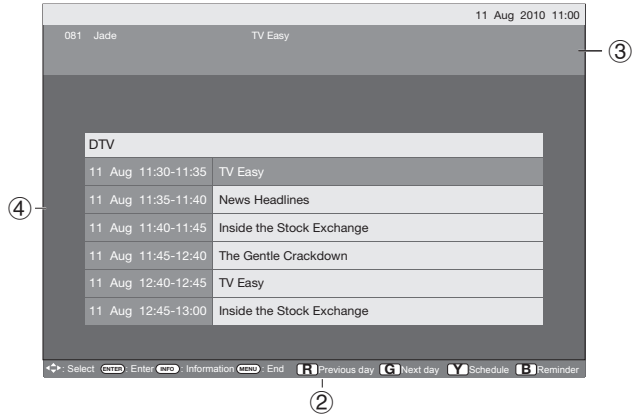 11 Aug 2010 11:00
081 Jade TV Easy
③
DTV
11 Aug 11:30-11:35 TV Easy
11 Aug 11:35-11:40 News Headlines
④
11 Aug 11:40-11:45 Inside the Stock Exchange
11 Aug 11:45-12:40 The Gentle Crackdown
11 Aug 12:40-12:45 TV Easy
11 Aug 12:45-13:00 Inside the Stock Exchange
: Select ENTER : Enter INFO : Information MENU : End R Previous day G Next day Y Schedule B Reminder
②